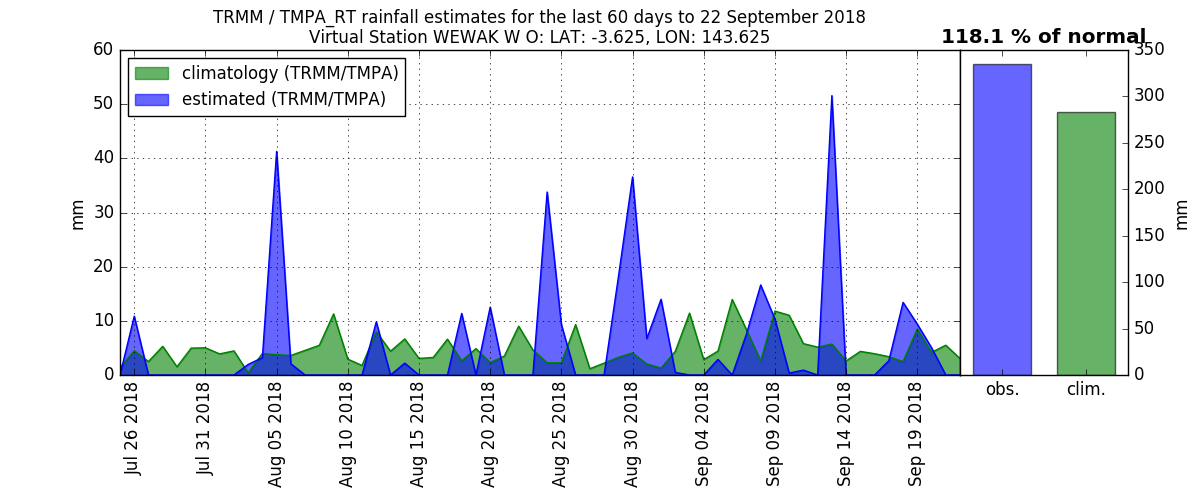 TRMM / TMPA_RT rainfall estimates for the last 60 days to 22 September 2018
Virtual Station WEWAK W O: LAT: -3.625, LON: 143.625
118.1 % of normal
climatology (TRMM/TMPA)
estimated (TRMM/TMPA)
mm
60
50
40
30
20
10
0
Jul 26 2018
Jul 31 2018
Aug 05 2018
Aug 10 2018
Aug 15 2018
Aug 20 2018
Aug 25 2018
Aug 30 2018
Sep 04 2018
Sep 09 2018
Sep 14 2018
Sep 19 2018
obs.
clim.
350
300
250
200
150
100
50
0
mm